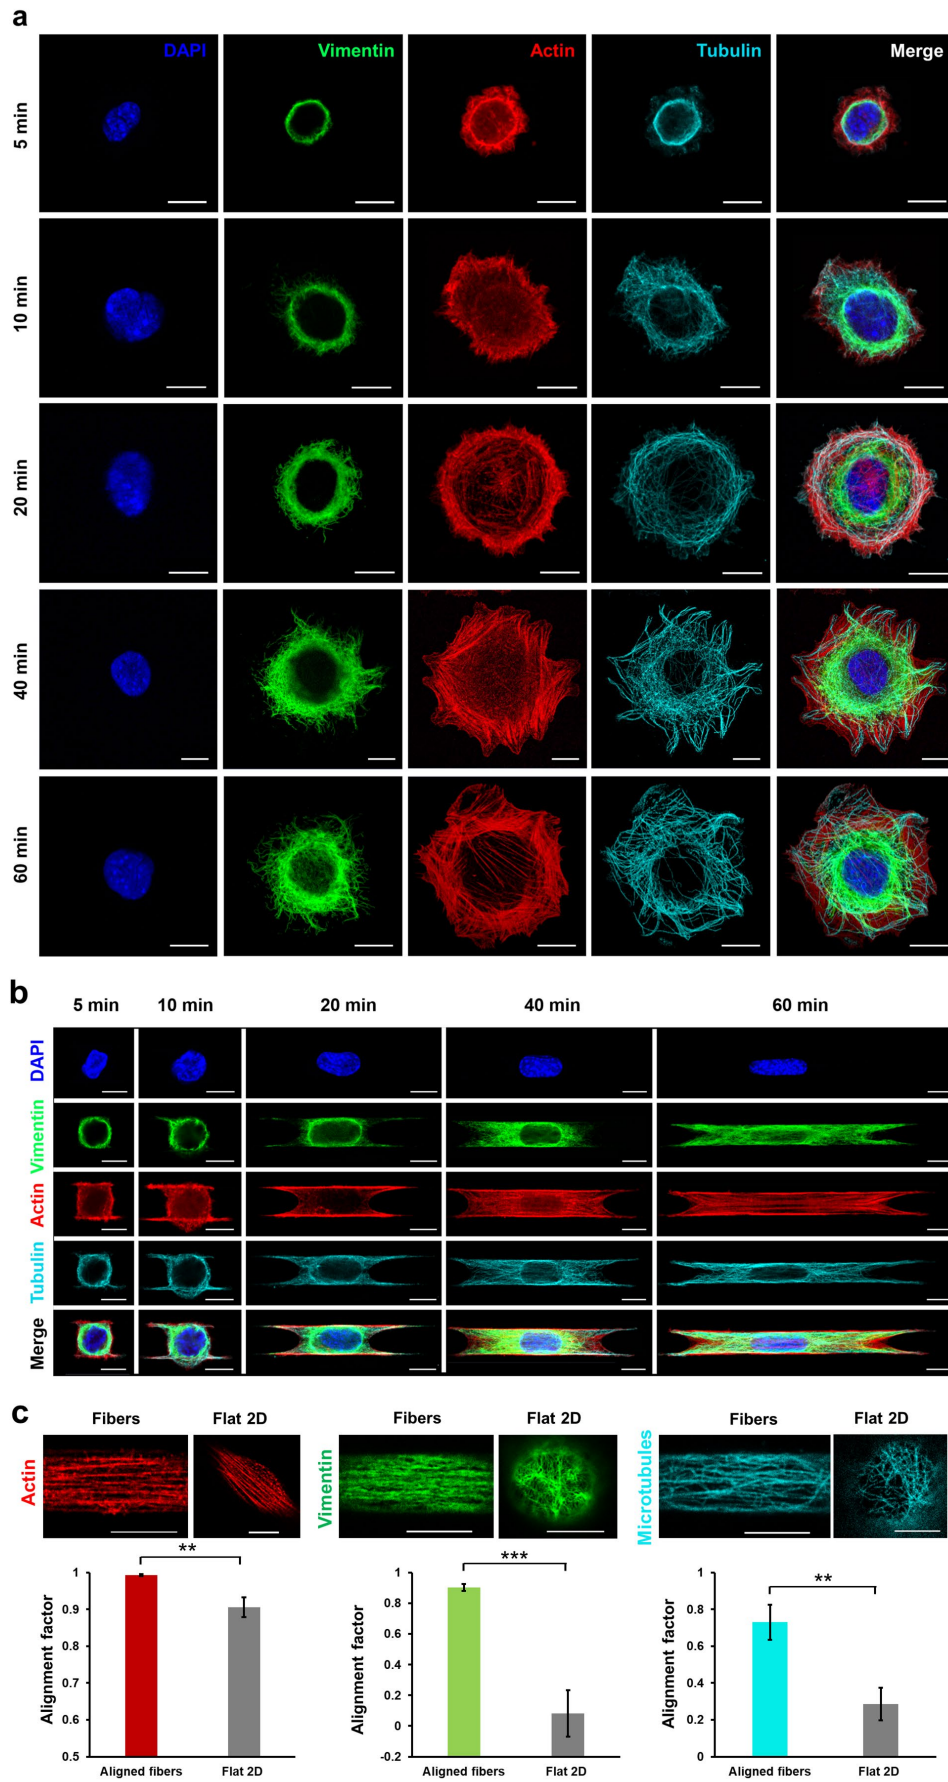 a
DAPI Vimentin Actin Tubulin Merge
5 min
10 min
20 min
40 min
60 min
b
5 min 10 min 20 min 40 min 60 min
DAPI
Vimentin
Actin
Tubulin
Merge
c
Fibers Flat 2D Fibers Flat 2D Fibers Flat 2D
Actin
Vimentin
Microtubules
** *** **
Alignment factor
1
0.9
0.8
0.7
0.6
0.5
Aligned fibers Flat 2D
Alignment factor
1
0.8
0.6
0.4
0.2
0
-0.2
Aligned fibers Flat 2D
Alignment factor
1
0.8
0.6
0.4
0.2
0
Aligned fibers Flat 2D